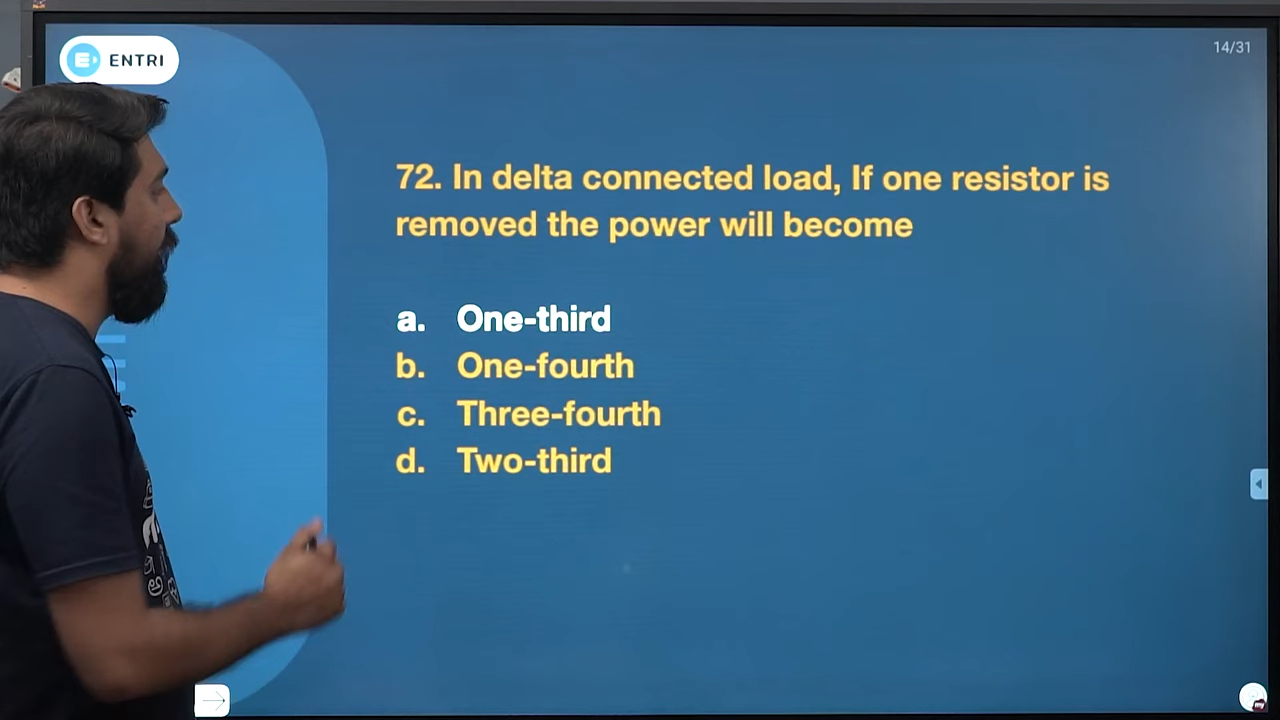 ENTRI
14/31
72. In delta connected load, If one resistor is
removed the power will become
a. One-third
b. One-fourth
c. Three-fourth
d. Two-third